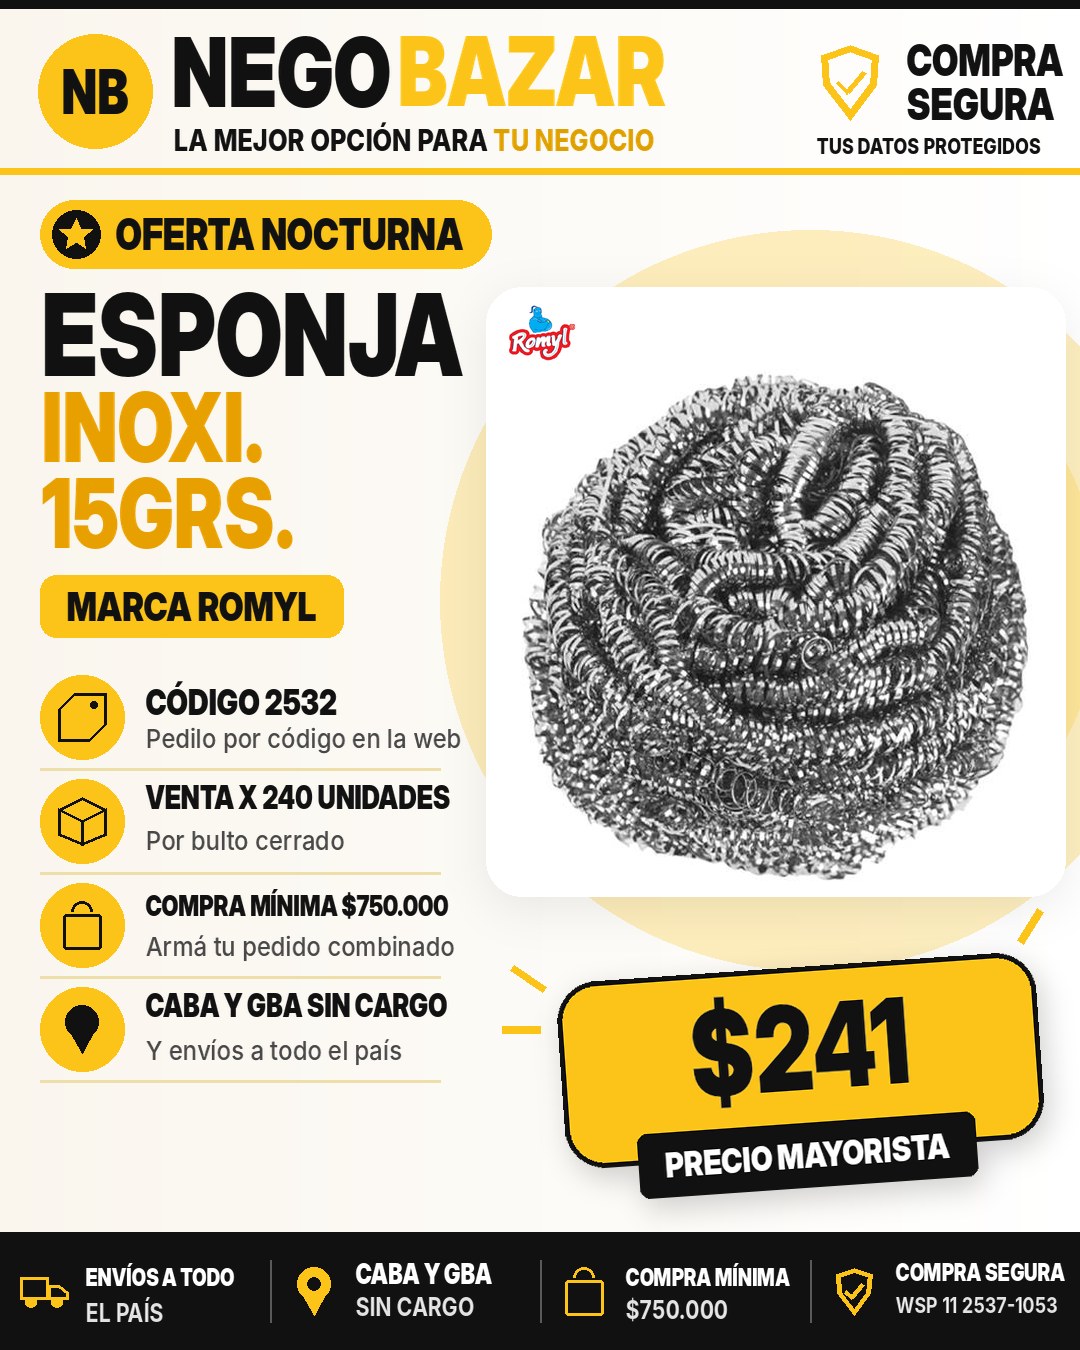 NB
NEGOBAZAR
LA MEJOR OPCIÓN PARA TU NEGOCIO
COMPRA
SEGURA
TUS DATOS PROTEGIDOS
OFERTA NOCTURNA
ESPONJA
INOXI.
15GRS.
MARCA ROMYL
Romyl
CÓDIGO 2532
Pedilo por código en la web
VENTA X 240 UNIDADES
Por bulto cerrado
COMPRA MÍNIMA $750.000
Armá tu pedido combinado
CABA Y GBA SIN CARGO
Y envíos a todo el país
$241
PRECIO MAYORISTA
ENVÍOS A TODO
EL PAÍS
CABA Y GBA
SIN CARGO
COMPRA MÍNIMA
$750.000
COMPRA SEGURA
WSP 11 2537-1053